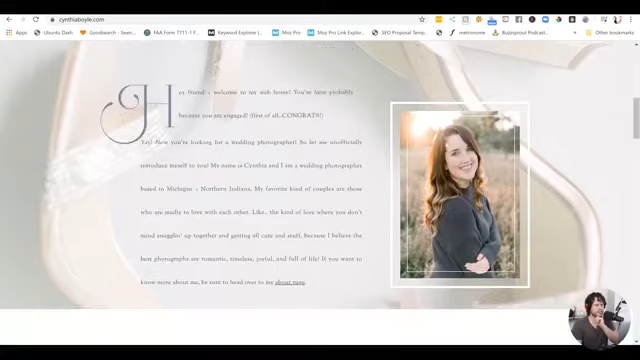 cynthiaboyle.com
Ubuntu Dash
Goodsearch...
FAA Form T711-1 F...
Keyword Explorer (...
Moz Pro
Moz Pro Link Explor...
SEO Proposal Temp...
metronome
Buzzsprout Podcast...
Other bookmarks
Hey friend - welcome to my web home! You've have probably
because you are engaged! (first of all..CONGRATS!)
Yay! Now you're looking for a wedding photographer! So let me unofficially
introduce meself to you! My name is Cynthia and I am a wedding photographer
based in Michigan + Northern Indiana. My favorite kind of couples are those
who are madly in love with each other. Like.. the kind of love where you don't
mind snugglin' up together and getting all cute and stuff, because I believe the
best photographs are romantic, timeless, joyful, and full of life! If you want to
know more about me, be sure to head over to my about page.